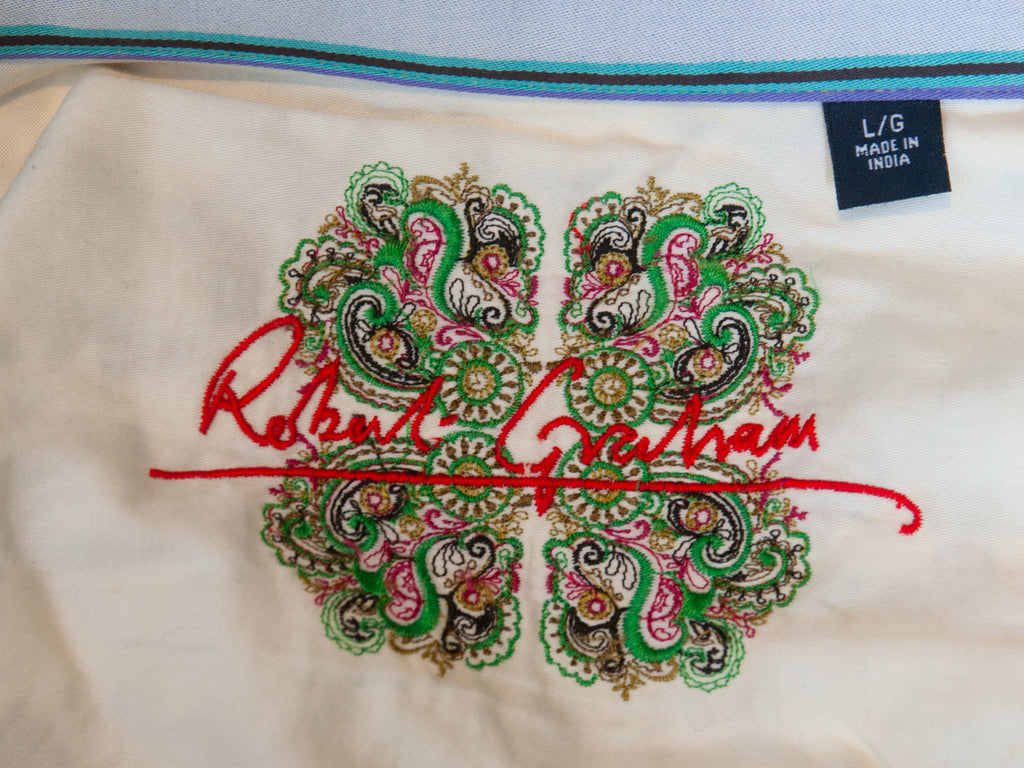 L/G
MADE IN
INDIA
Robert Graham